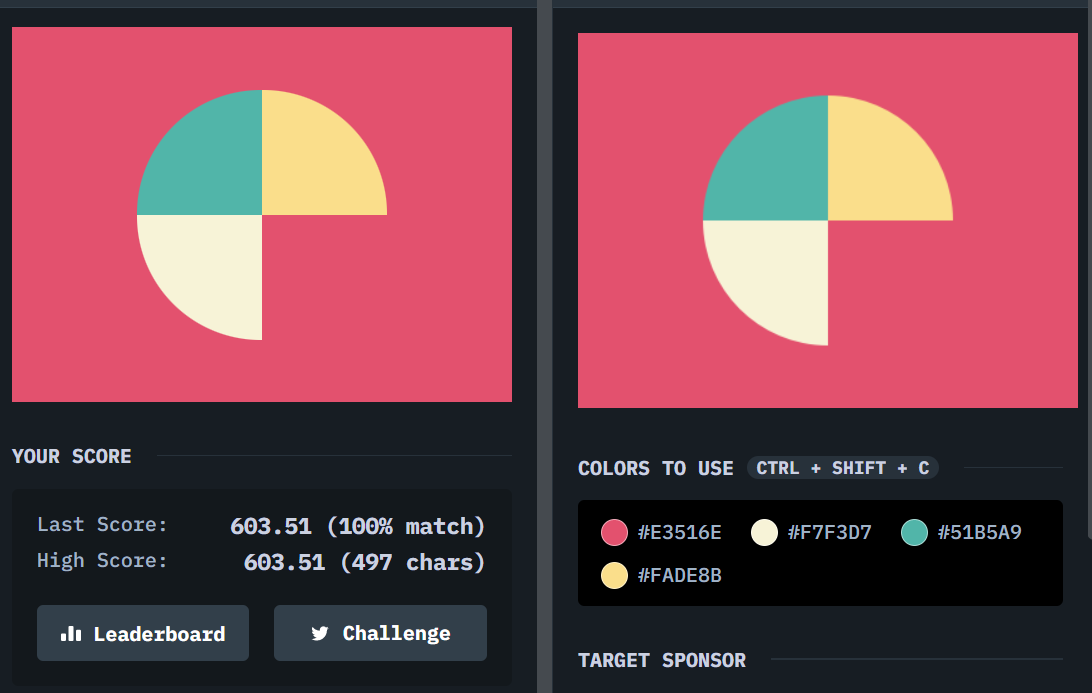 YOUR SCORE
Last Score: 603.51 (100% match)
High Score: 603.51 (497 chars)
Leaderboard Challenge
COLORS TO USE CTRL + SHIFT + C
#E3516E #F7F3D7 #51B5A9
#FADE8B
TARGET SPONSOR